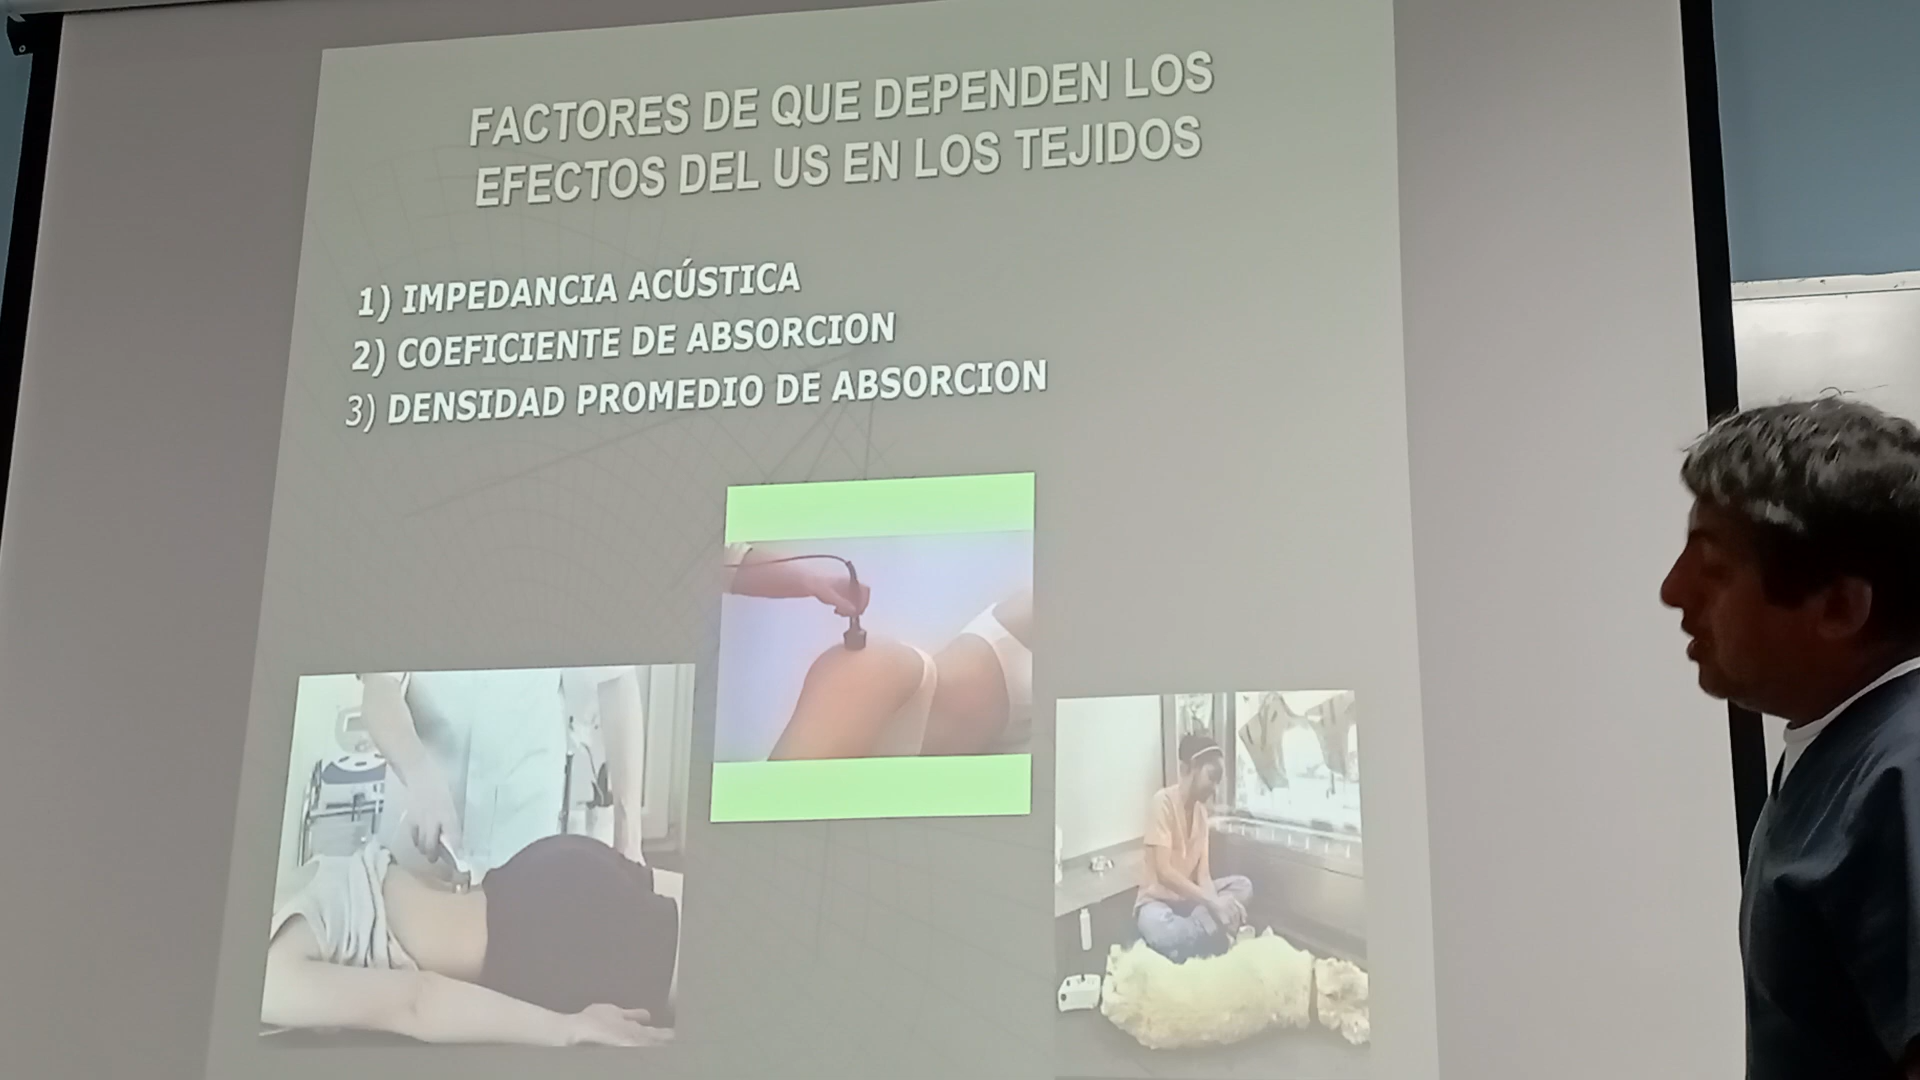 FACTORES DE QUE DEPENDEN LOS
EFECTOS DEL US EN LOS TEJIDOS
1) IMPEDANCIA ACÚSTICA
2) COEFICIENTE DE ABSORCION
3) DENSIDAD PROMEDIO DE ABSORCION